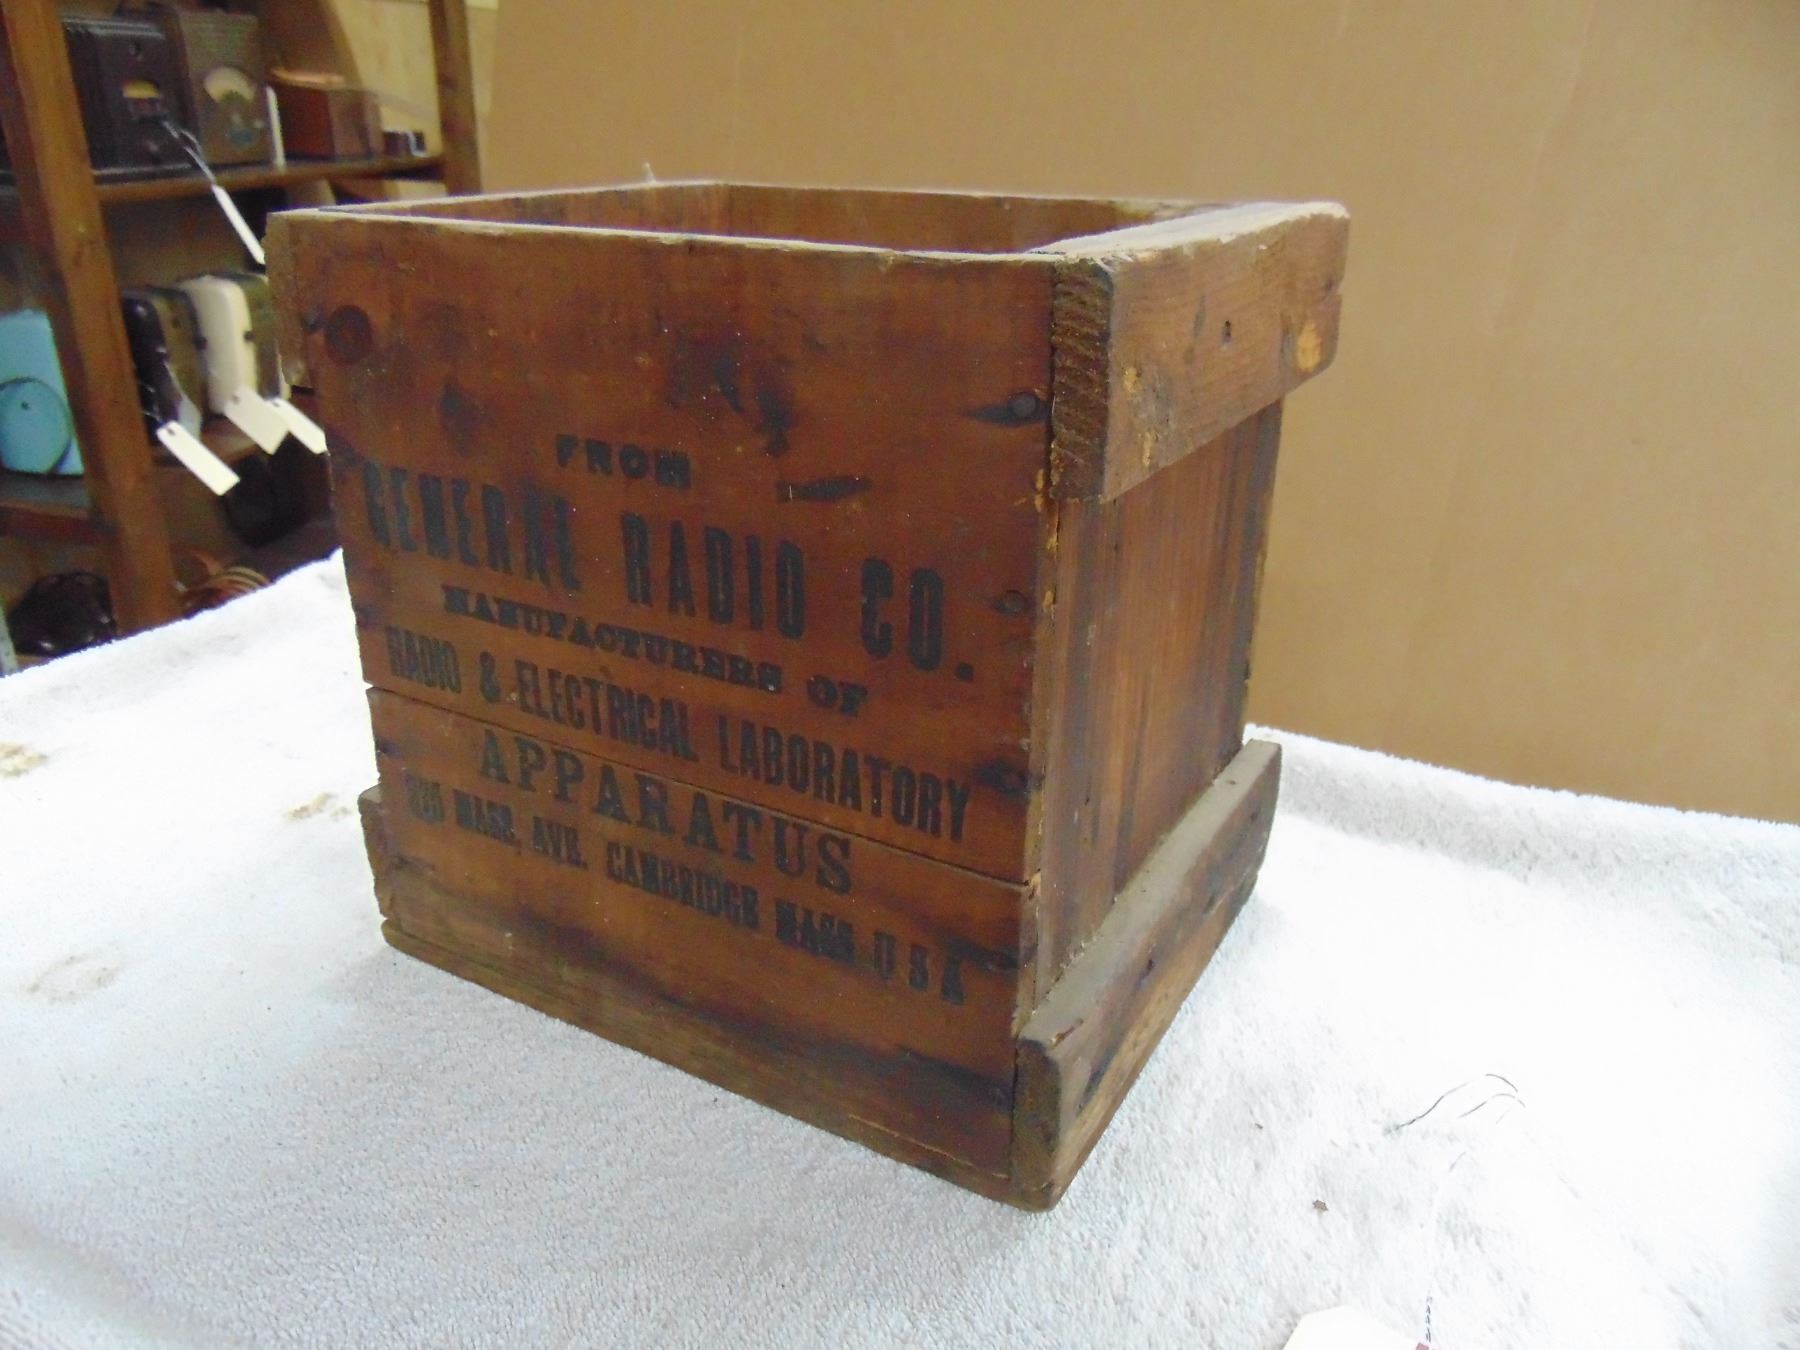 FROM
GENERAL RADIO CO.
MANUFACTURERS OF
RADIO & ELECTRICAL LABORATORY
APPARATUS
MASS. AVE. CAMBRIDGE MASS U S A